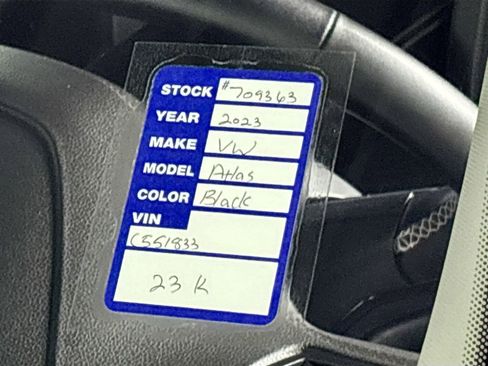 STOCK #709363
YEAR 2023
MAKE VW
MODEL Atlas
COLOR Black
VIN
C551833
23 K